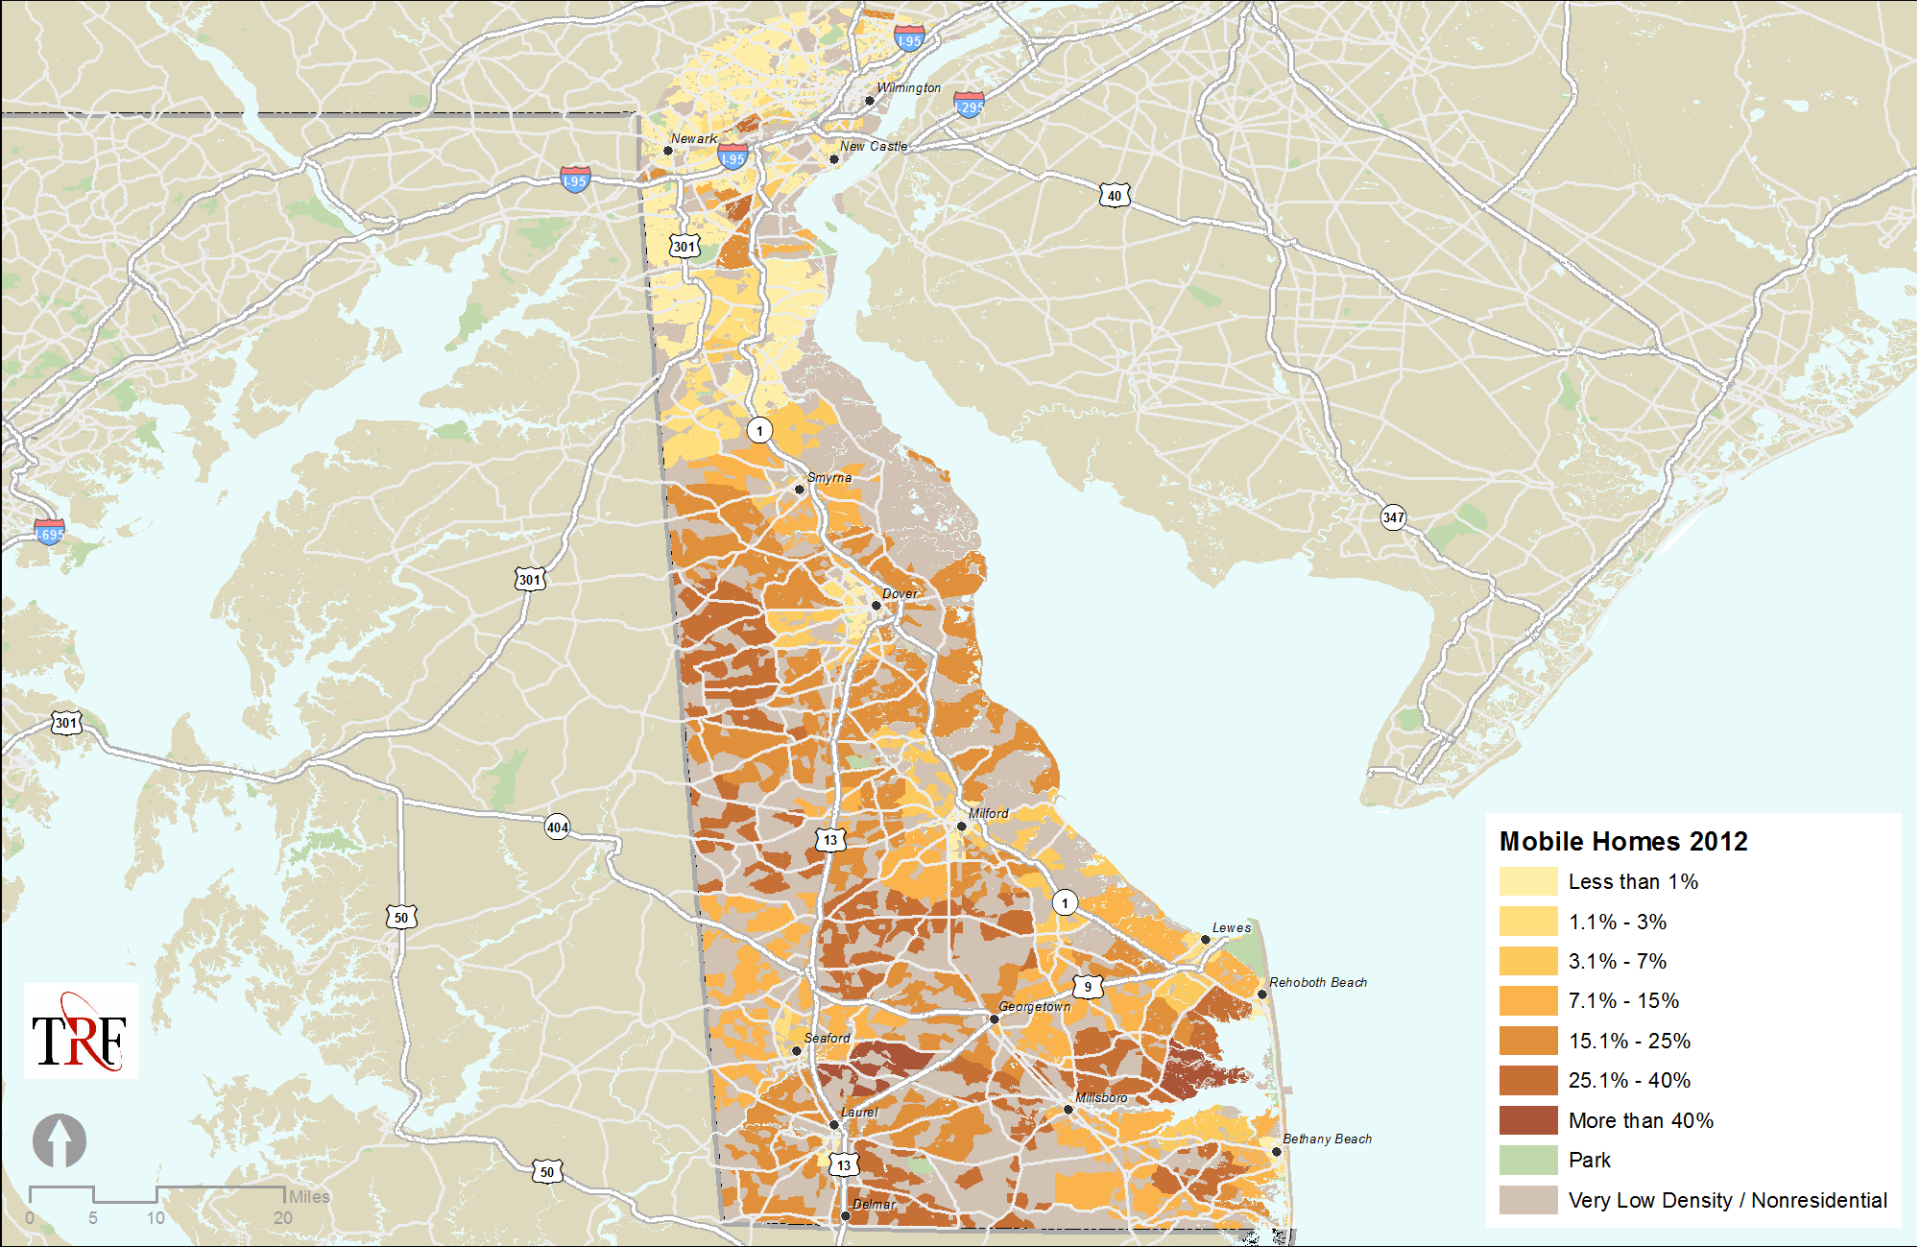 I-95
Wilmington
I-295
Newark
I-95
New Castle
I-95
40
301
1
Smyrna
347
I-695
301
Dover
301
Milford
404
13
1
50
Lewes
Rehoboth Beach
9
Georgetown
Seaford
Millsboro
Laurel
Bethany Beach
13
50
Delmar
TRF
Miles
0 5 10 20
Mobile Homes 2012
Less than 1%
1.1% - 3%
3.1% - 7%
7.1% - 15%
15.1% - 25%
25.1% - 40%
More than 40%
Park
Very Low Density / Nonresidential